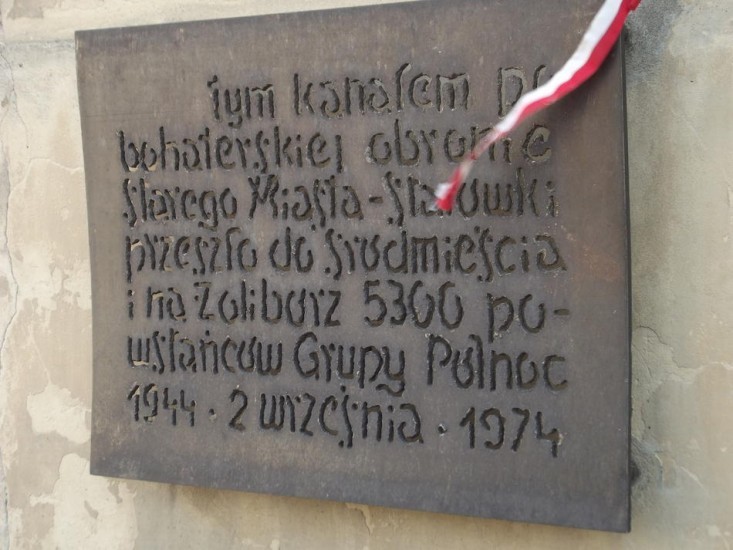 tym kanałem po
bohaterskiej obronie
Starego Miasta-Starówki
przeszło do Śródmieścia
i na Żoliborz 5300 po-
wstańców Grupy Północ
1944 · 2 września · 1974